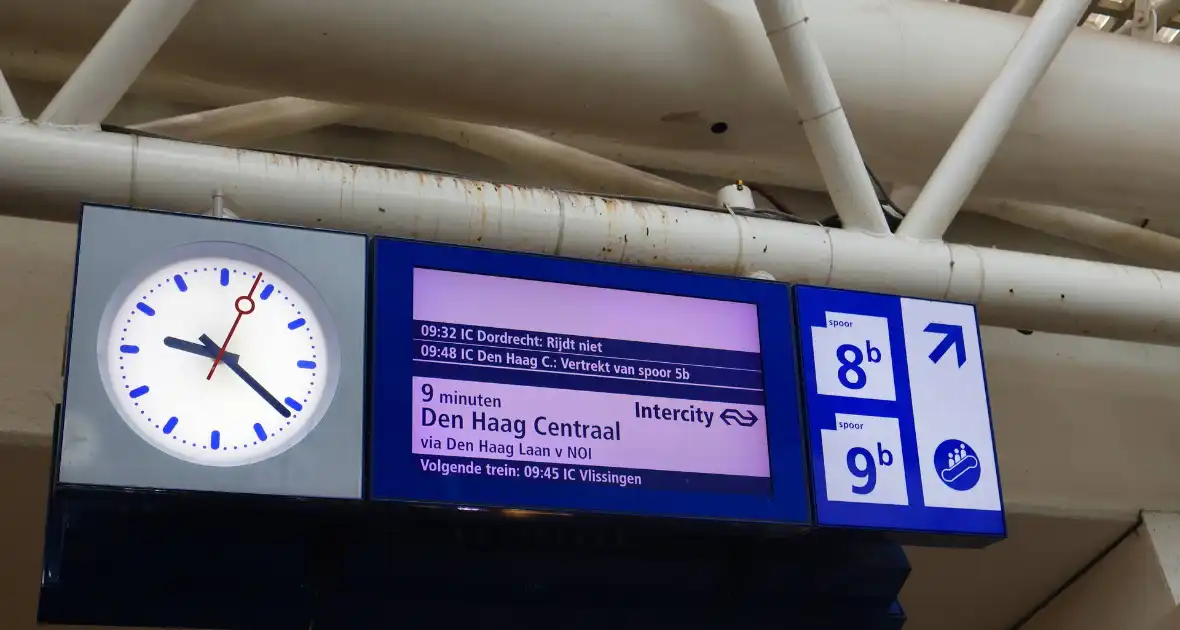 09:32 IC Dordrecht: Rijdt niet
09:48 IC Den Haag C.: Vertrekt van spoor 5b
9 minuten
Intercity
Den Haag Centraal
via Den Haag Laan v NOI
Volgende trein: 09:45 IC Vlissingen
spoor
8b
spoor
9b